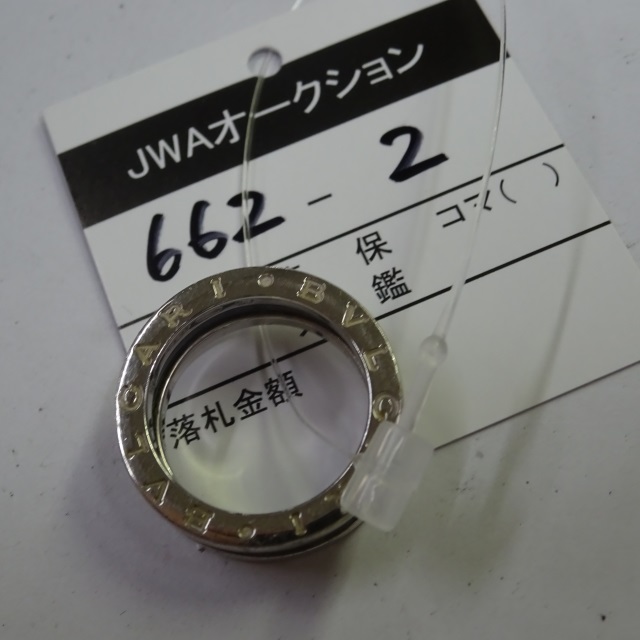 JWAオークション
662-2
保 コマ( )
鑑
落札金額
BVLGARI • BVLGARI •